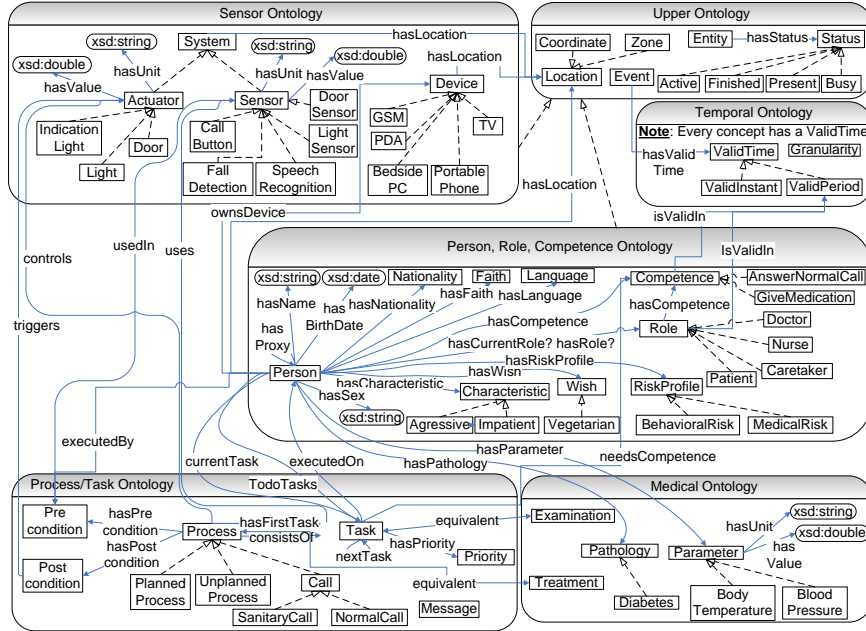 Sensor Ontology
xsd:string
System
xsd:string
xsd:double
xsd:double
hasLocation
hasLocation
hasUnit
hasUnit
hasValue
hasValue
Actuator
Sensor
Device
Indication
Light
Door
Light
Call
Button
Door
Sensor
Light
Sensor
Fall
Detection
Speech
Recognition
GSM
PDA
TV
Bedside
PC
Portable
Phone
Upper Ontology
Coordinate
Zone
Entity
hasStatus
Status
Location
Event
Active
Finished
Present
Busy
Temporal Ontology
Note: Every concept has a ValidTime
hasValid
Time
ValidTime
Granularity
ValidInstant
ValidPeriod
hasLocation
ownsDevice
isValidIn
IsValidIn
controls
usedIn
uses
triggers
executedBy
Person, Role, Competence Ontology
xsd:string
xsd:date
Nationality
Faith
Language
Competence
AnswerNormalCall
GiveMedication
hasName
has
BirthDate
hasNationality
hasFaith
hasLanguage
hasCompetence
hasCompetence
has
Proxy
hasCurrentRole? hasRole?
Role
Doctor
Nurse
Caretaker
Patient
Person
hasRiskProfile
hasWish
hasCharacteristic
Characteristic
Wish
RiskProfile
hasSex
xsd:string
Agressive
Impatient
Vegetarian
BehavioralRisk
MedicalRisk
currentTask
executedOn
hasParameter
hasPathology
needsCompetence
TodoTasks
Process/Task Ontology
Pre
condition
hasPre
condition
Process
hasFirstTask
consistsOf
Task
equivalent
hasPost
condition
Post
condition
nextTask
hasPriority
Priority
Planned
Process
Unplanned
Process
Call
equivalent
SanitaryCall
NormalCall
Message
Medical Ontology
Examination
xsd:string
hasUnit
xsd:double
has
Value
Pathology
Parameter
Treatment
Diabetes
Body
Temperature
Blood
Pressure